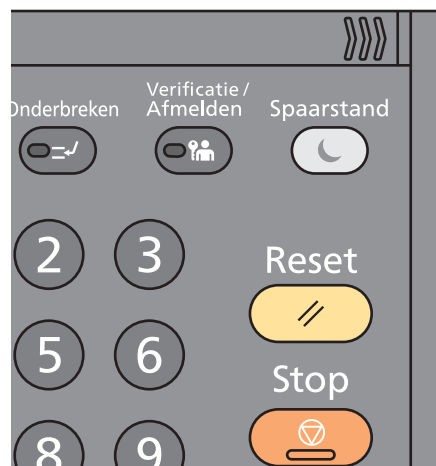 Verificatie /
Onderbreken Afmelden Spaarstand
2 3 Reset
5 6 Stop
8 9